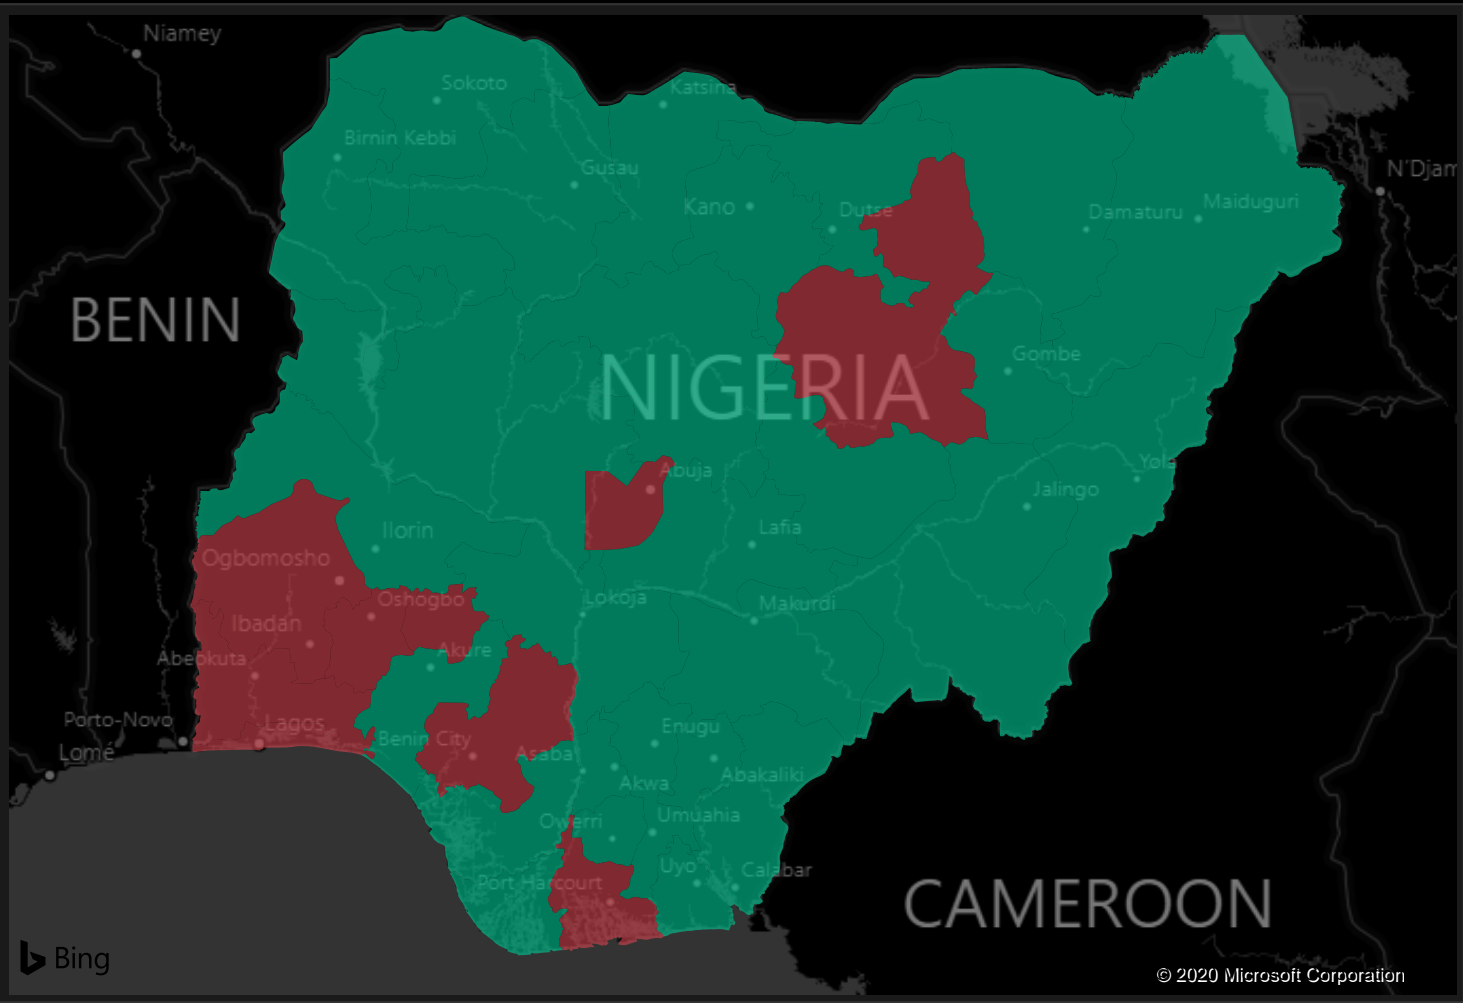 Niamey
Sokoto
Katsina
Birnin Kebbi
Gusau
N'Djam
Kano
Dutse
Damaturu
Maiduguri
BENIN
NIGERIA
Gombe
Abuja
Yola
Jalingo
Ilorin
Lafia
Ogbomosho
Oshogbo
Lokoja
Makurdi
Ibadan
Akure
Abeokuta
Porto-Novo
Lagos
Enugu
Benin City
Lomé
Asaba
Akwa
Abakaliki
Owerri
Umuahia
Uyo
Calabar
Port Harcourt
CAMEROON
Bing
© 2020 Microsoft Corporation